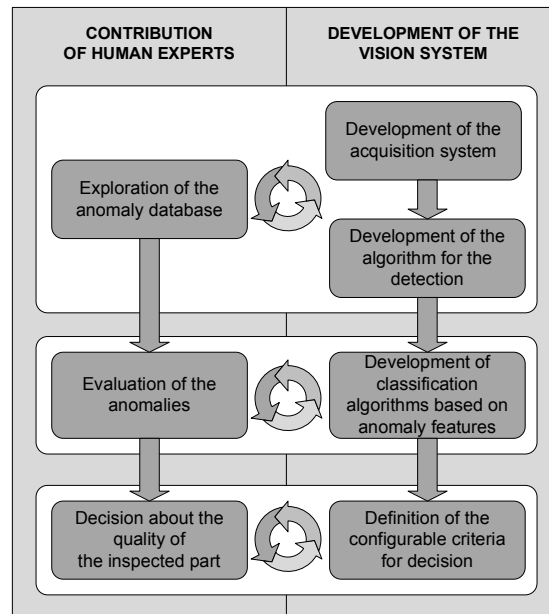 CONTRIBUTION
OF HUMAN EXPERTS
DEVELOPMENT OF THE
VISION SYSTEM
Exploration of the
anomaly database
Development of the
acquisition system
Development of the
algorithm for the
detection
Evaluation of the
anomalies
Development of
classification
algorithms based on
anomaly features
Decision about the
quality of
the inspected part
Definition of the
configurable criteria
for decision